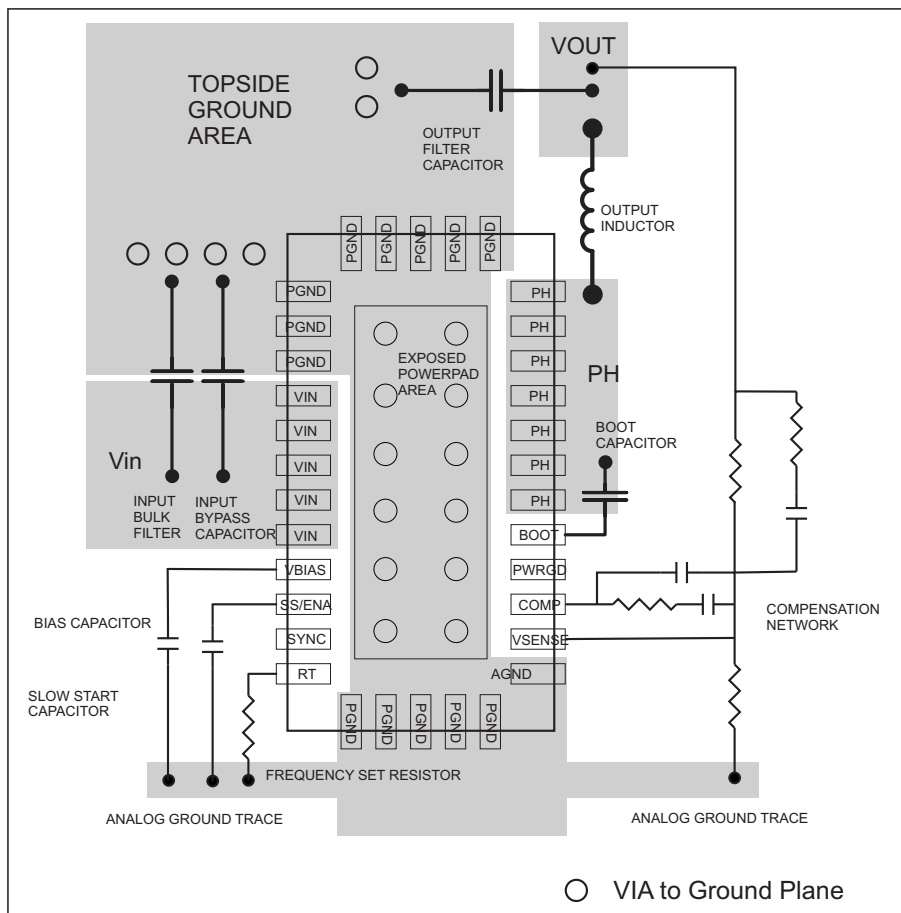 VOUT
TOPSIDE
GROUND
AREA
OUTPUT
FILTER
CAPACITOR
OUTPUT
INDUCTOR
PGND
PGND
PGND
PGND
PGND
PGND
PGND
PGND
VIN
VIN
VIN
VIN
VIN
VBIAS
SS/ENA
SYNC
RT
EXPOSED
POWERPAD
AREA
PH
PH
PH
PH
PH
PH
PH
BOOT
PWRGD
COMP
VSENSE
AGND
PH
BOOT
CAPACITOR
Vin
INPUT
BULK
FILTER
INPUT
BYPASS
CAPACITOR
BIAS CAPACITOR
SLOW START
CAPACITOR
COMPENSATION
NETWORK
PGND
PGND
PGND
PGND
PGND
FREQUENCY SET RESISTOR
ANALOG GROUND TRACE
ANALOG GROUND TRACE
VIA to Ground Plane